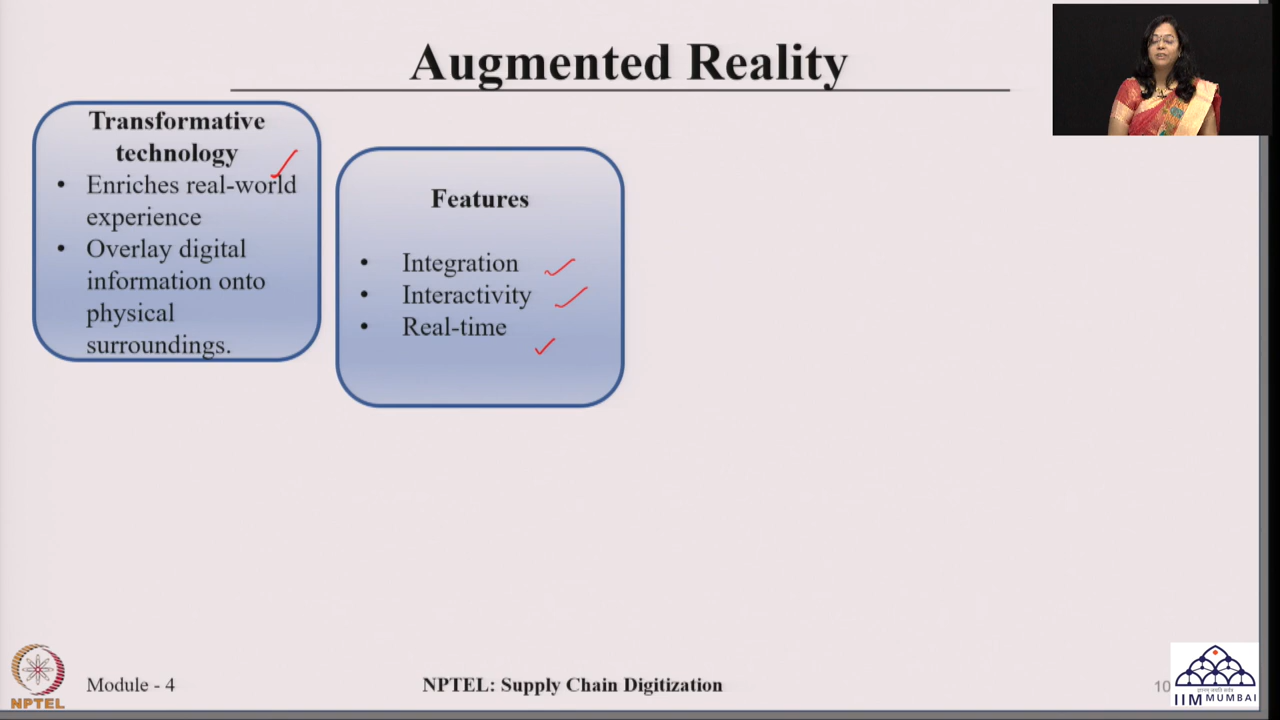 Augmented Reality
Transformative
technology
• Enriches real-world
experience
• Overlay digital
information onto
physical
surroundings.
Features
• Integration
• Interactivity
• Real-time
NPTEL
Module - 4
NPTEL: Supply Chain Digitization
10
IIM MUMBAI